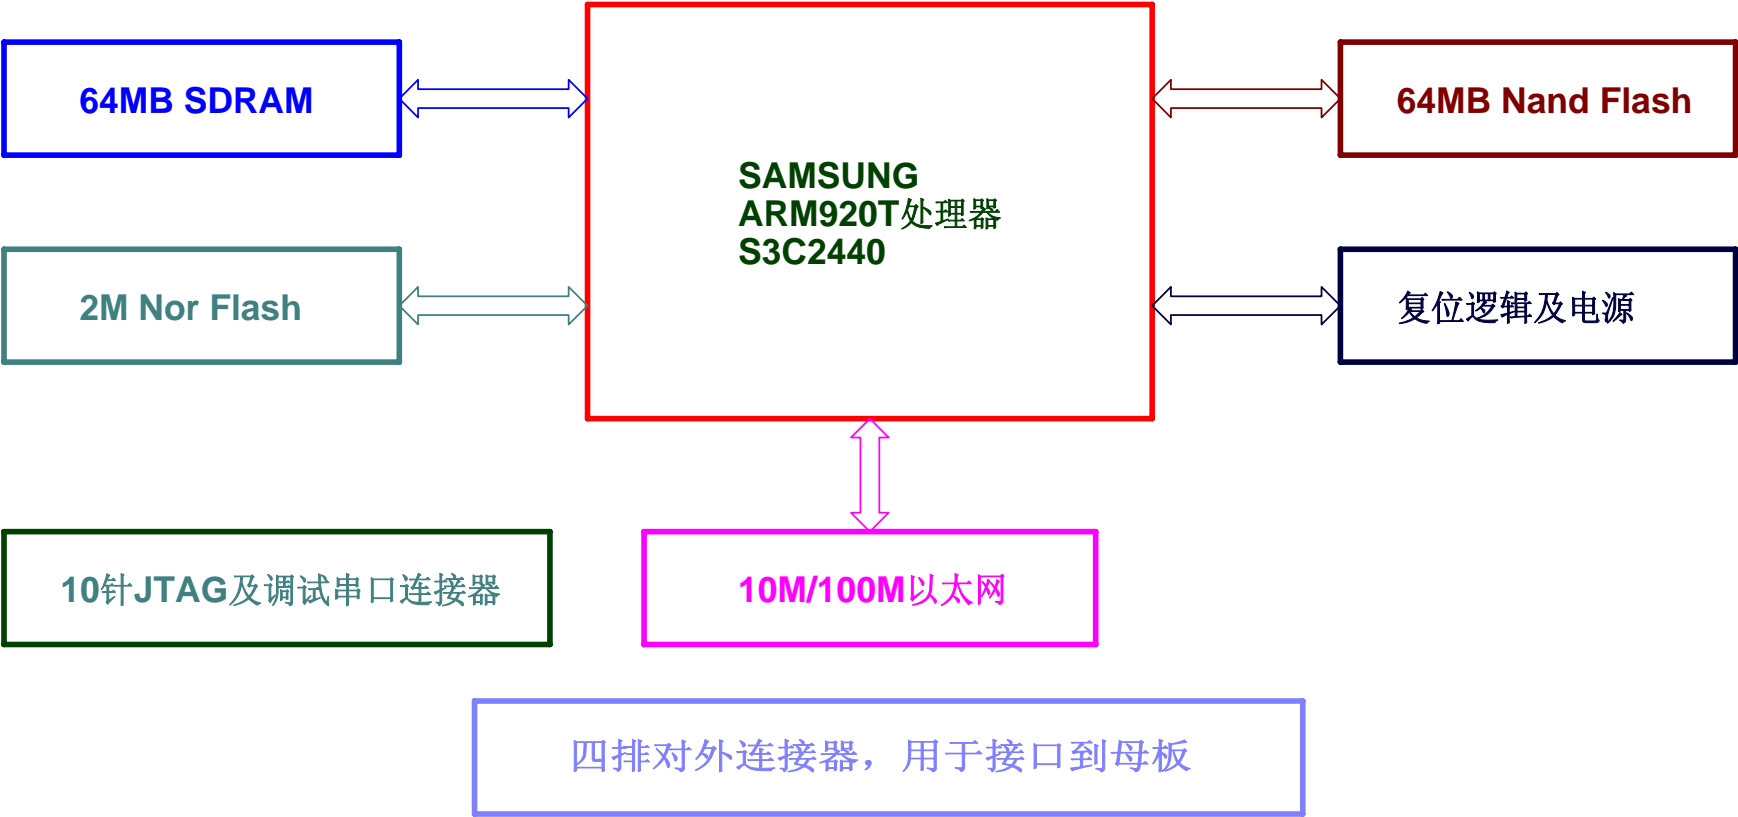 64MB SDRAM
64MB Nand Flash
SAMSUNG
ARM920T处理器
S3C2440
2M Nor Flash
复位逻辑及电源
10针JTAG及调试串口连接器
10M/100M以太网
四排对外连接器，用于接口到母板